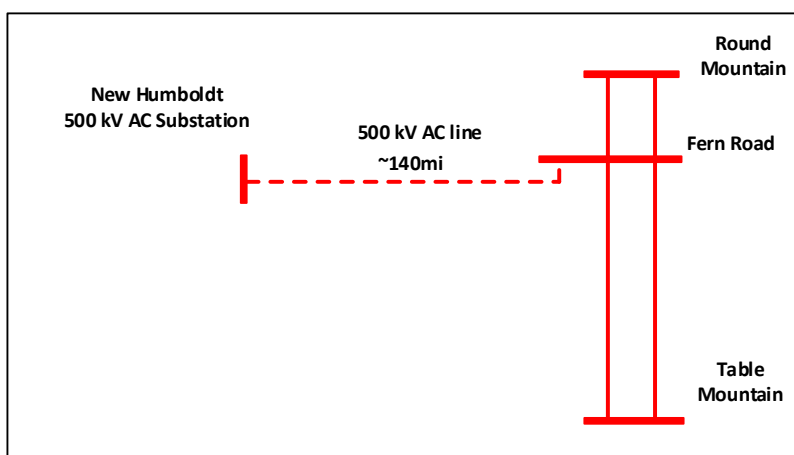 Round
Mountain
New Humboldt
500 kV AC Substation
500 kV AC line
~140mi
Fern Road
Table
Mountain